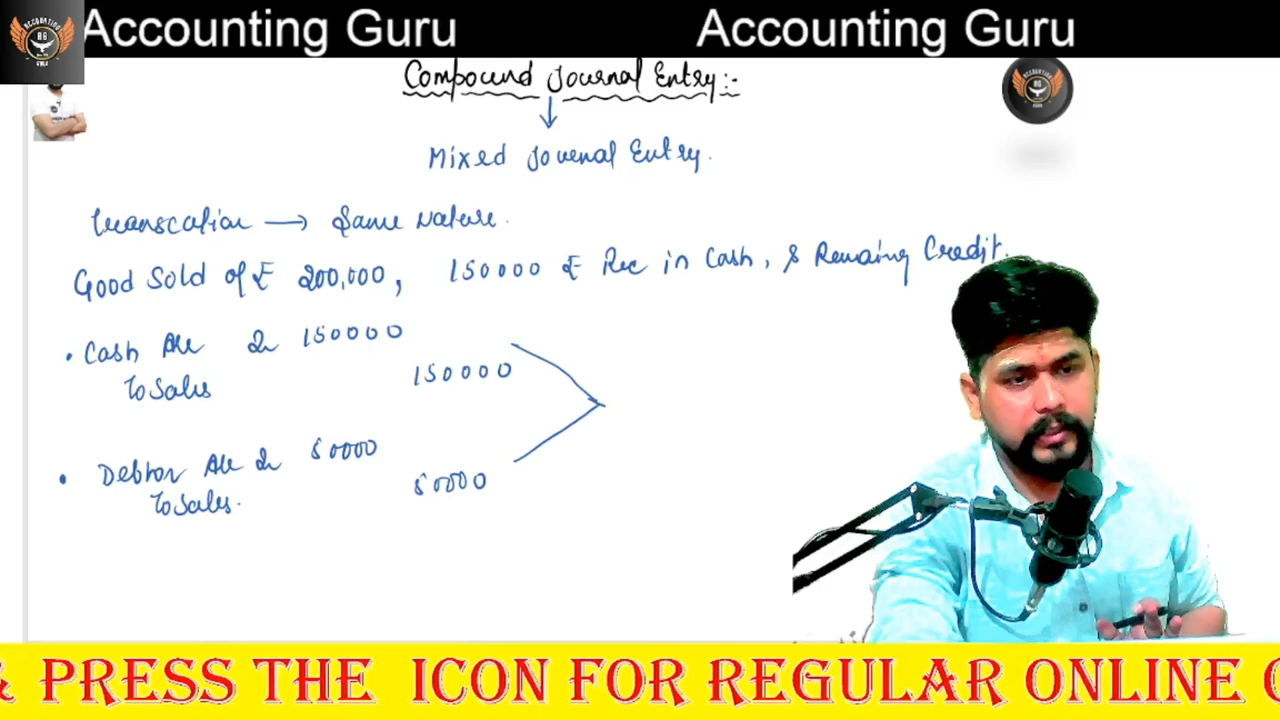 Accounting Guru
Accounting Guru
Compound Journal Entry:-
Mixed Journal Entry.
transcation → Same Nature.
Good Sold of ₹ 200,000, 150000 ₹ Rec in Cash, & Remaing Credit.
• Cash A/c Dr 150000
To Sales 150000
• Debtor A/c Dr 50000
To Sales. 50000
& PRESS THE ICON FOR REGULAR ONLINE